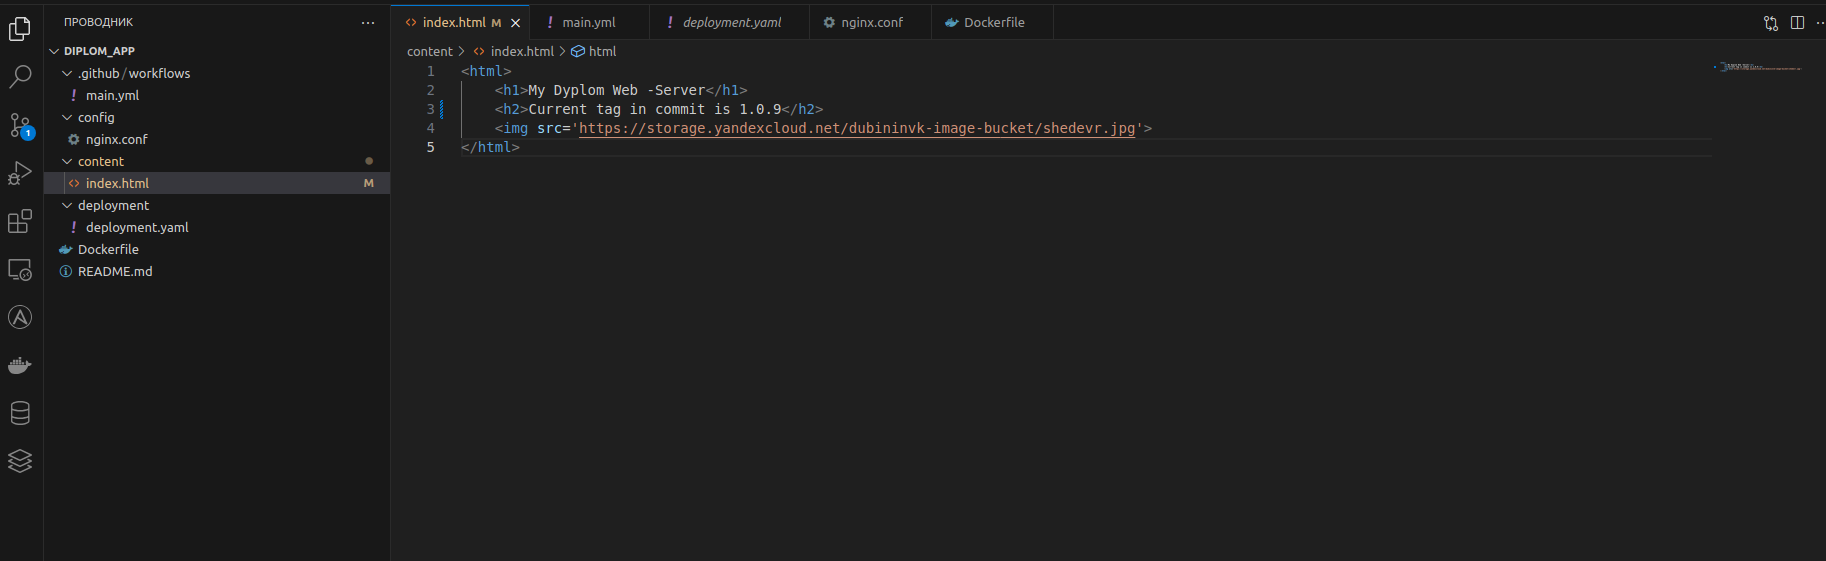 ПРОВОДНИК
DIPLOM_APP
.github / workflows
! main.yml
config
nginx.conf
content
<> index.html M
deployment
! deployment.yaml
Dockerfile
README.md
1
<> index.html M
! main.yml
! deployment.yaml
nginx.conf
Dockerfile
content > <> index.html > html
1 <html>
2 <h1>My Dyplom Web -Server</h1>
3 <h2>Current tag in commit is 1.0.9</h2>
4 <img src='https://storage.yandexcloud.net/dubininvk-image-bucket/shedevr.jpg'>
5 </html>